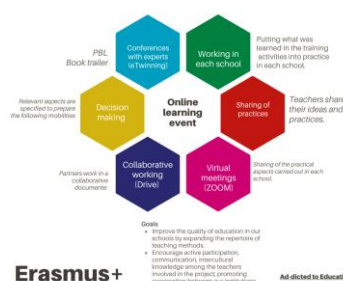 PBL
Book trailer
Conferences
with experts
(eTwinning)
Working in
each school
Putting what was
learned in the training
activities into practice
in each school.
Relevant aspects are
specified to prepare
the following mobilities
Decision
making
Online
learning
event
Sharing of
practices
Teachers share
their ideas and
practices.
Partners work in a
collaborative
documente.
Collaborative
working
(Drive)
Virtual
meetings
(ZOOM)
Sharing of the practical
aspects carried out in each
school.
Goals
• Improve the quality of education in our
schools by expanding the repertoire of
teaching methods.
• Encourage active participation,
communication, intercultural
knowledge among the teachers
involved in the project, promoting
Erasmus+
Ad-dicted to Educati